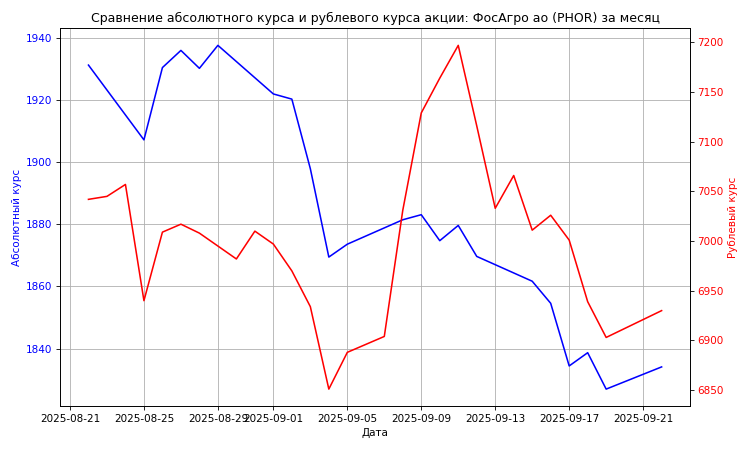 Сравнение абсолютного курса и рублевого курса акции: ФосАгро ао (PHOR) за месяц
1940
1920
1900
1880
1860
1840
Абсолютный курс
7200
7150
7100
7050
7000
6950
6900
6850
Рублевый курс
2025-08-21 2025-08-25 2025-08-29 2025-09-01 2025-09-05 2025-09-09 2025-09-13 2025-09-17 2025-09-21
Дата